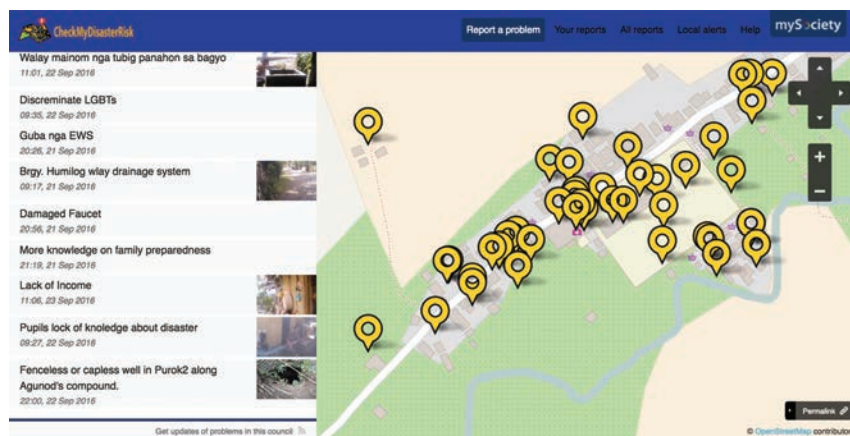 CheckMyDisasterRisk
Report a problem Your reports All reports Local alerts Help
mySociety
Walay mainom nga tubig panahon sa bagyo
11:01, 22 Sep 2016
Discriminate LGBTs
09:35, 22 Sep 2016
Guba nga EWS
20:26, 21 Sep 2016
Brgy. Humilog wlay drainage system
09:17, 21 Sep 2016
Damaged Faucet
20:56, 21 Sep 2016
More knowledge on family preparedness
21:19, 21 Sep 2016
Lack of Income
11:06, 23 Sep 2016
Pupils lock of knoledge about disaster
09:27, 22 Sep 2016
Fenceless or capless well in Purok2 along
Agunod's compound.
22:00, 22 Sep 2016
Get updates of problems in this council
Permalink
© OpenStreetMap contributor